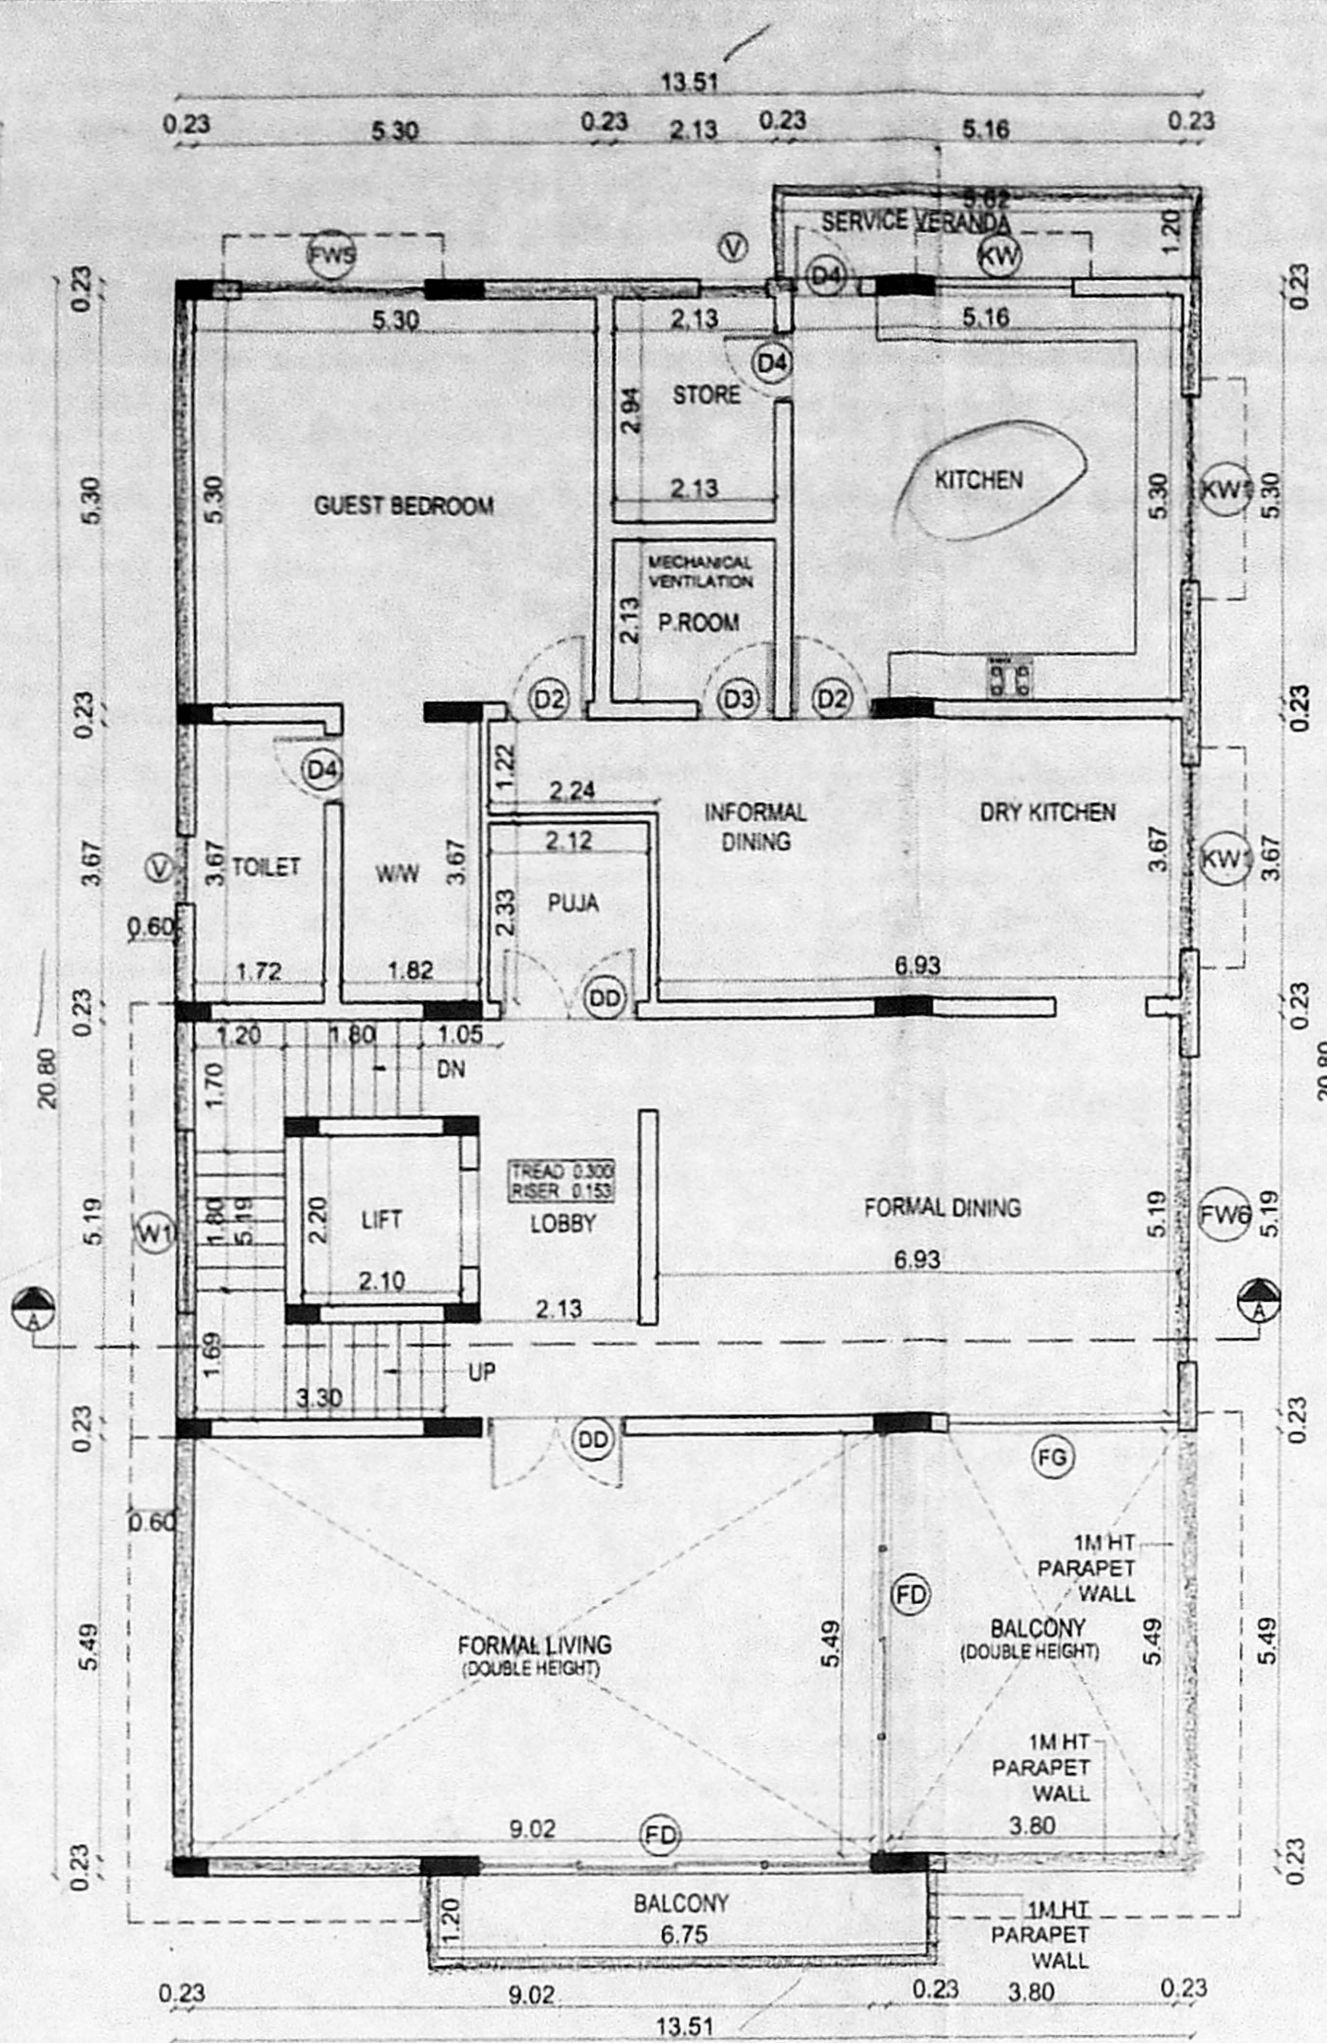 13.51
0.23 5.30 0.23 2.13 0.23 5.16 0.23
5.62
SERVICE VERANDA
1.20
FW5
V
D4
KW
0.23
0.23
5.30
2.13
5.16
D4
STORE
2.94
2.13
5.30
5.30
GUEST BEDROOM
KITCHEN
5.30
KW1
5.30
MECHANICAL
VENTILATION
P.ROOM
2.13
D2
D3
D2
0.23
0.23
D4
1.22
2.24
INFORMAL
DINING
DRY KITCHEN
2.12
3.67
V
3.67
TOILET
W/W
3.67
PUJA
2.33
3.67
KW1
3.67
0.60
1.72
1.82
6.93
DD
0.23
0.23
1.20
1.80
1.05
DN
1.70
20.80
20.80
TREAD 0.300
RISER 0.153
LOBBY
FORMAL DINING
5.19
W1
1.80
5.19
2.20
LIFT
2.10
6.93
5.19
FW6
5.19
2.13
A
A
1.69
UP
3.30
0.23
DD
FG
0.23
0.60
1M HT
PARAPET
WALL
FD
FORMAL LIVING
(DOUBLE HEIGHT)
5.49
5.49
BALCONY
(DOUBLE HEIGHT)
5.49
5.49
1M HT
PARAPET
WALL
9.02
FD
3.80
0.23
0.23
BALCONY
6.75
1.20
1M HT
PARAPET
WALL
0.23 9.02 0.23 3.80 0.23
13.51